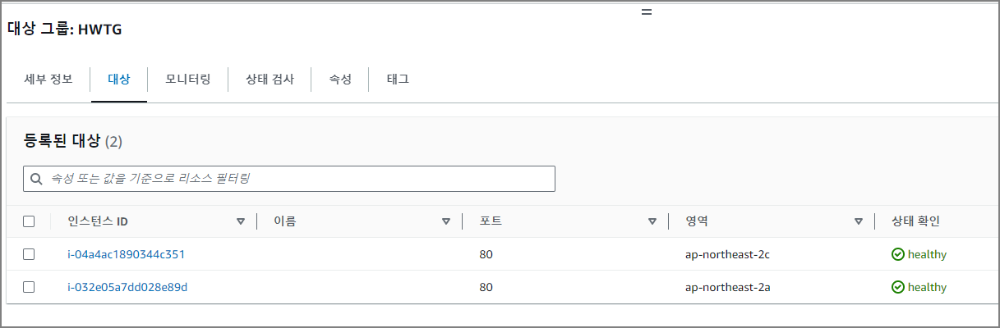 대상 그룹: HWTG
세부 정보 대상 모니터링 상태 검사 속성 태그
등록된 대상 (2)
속성 또는 값을 기준으로 리소스 필터링
인스턴스 ID 이름 포트 영역 상태 확인
i-04a4ac1890344c351 80 ap-northeast-2c healthy
i-032e05a7dd028e89d 80 ap-northeast-2a healthy